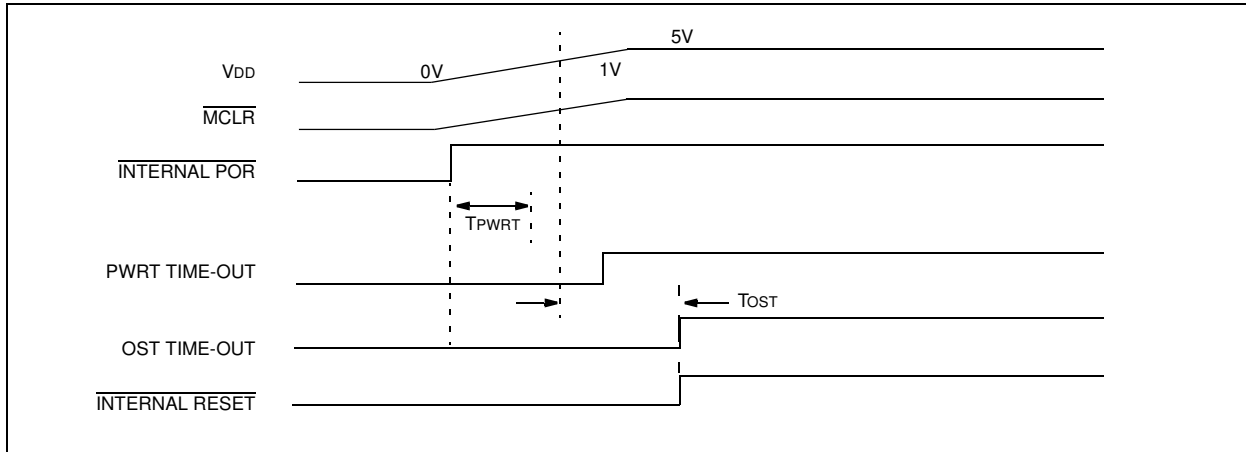 5V
VDD 0V 1V
MCLR
INTERNAL POR
TPWRT
PWRT TIME-OUT
TOST
OST TIME-OUT
INTERNAL RESET